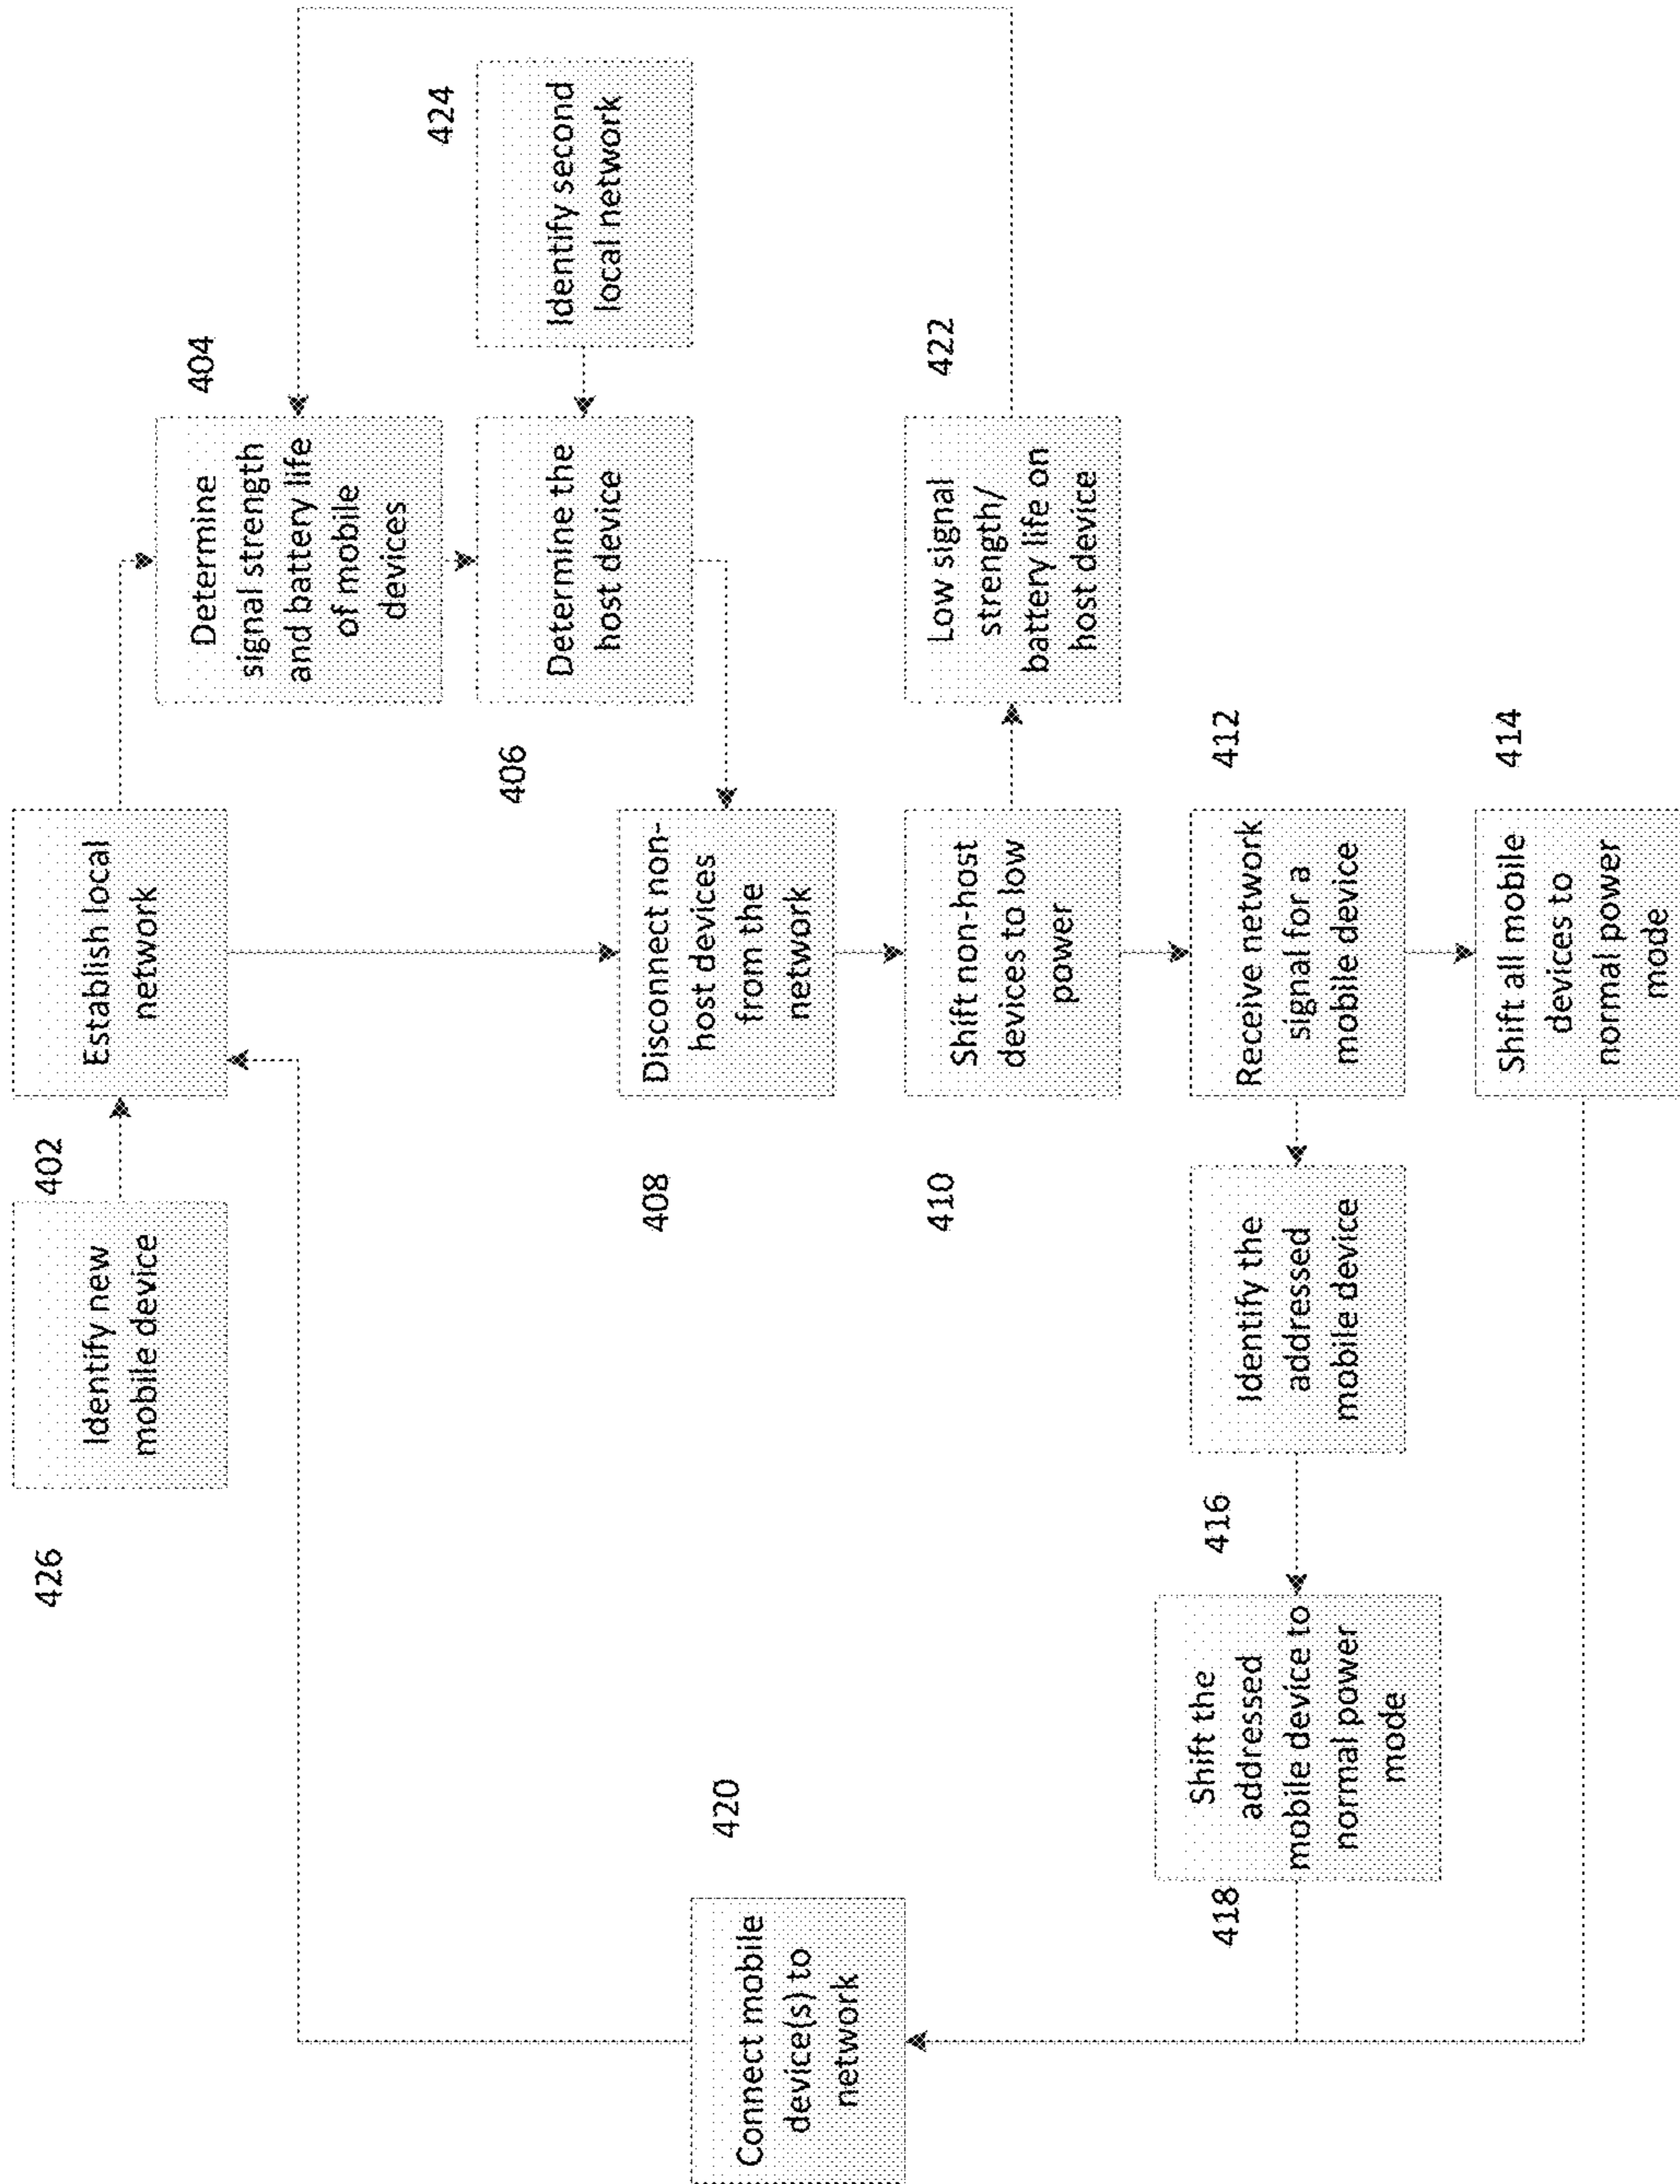 426
Identify new
mobile device
402
Establish local
network
404
Determine
signal strength
and battery life
of mobile
devices
424
Identify second
local network
406
Determine the
host device
408
Disconnect non-
host devices
from the
network
420
Connect mobile
device(s) to
network
410
Shift non-host
devices to low
power
422
Low signal
strength/
battery life on
host device
418
Shift the
addressed
mobile device to
normal power
mode
416
Identify the
addressed
mobile device
412
Receive network
signal for a
mobile device
414
Shift all mobile
devices to
normal power
mode